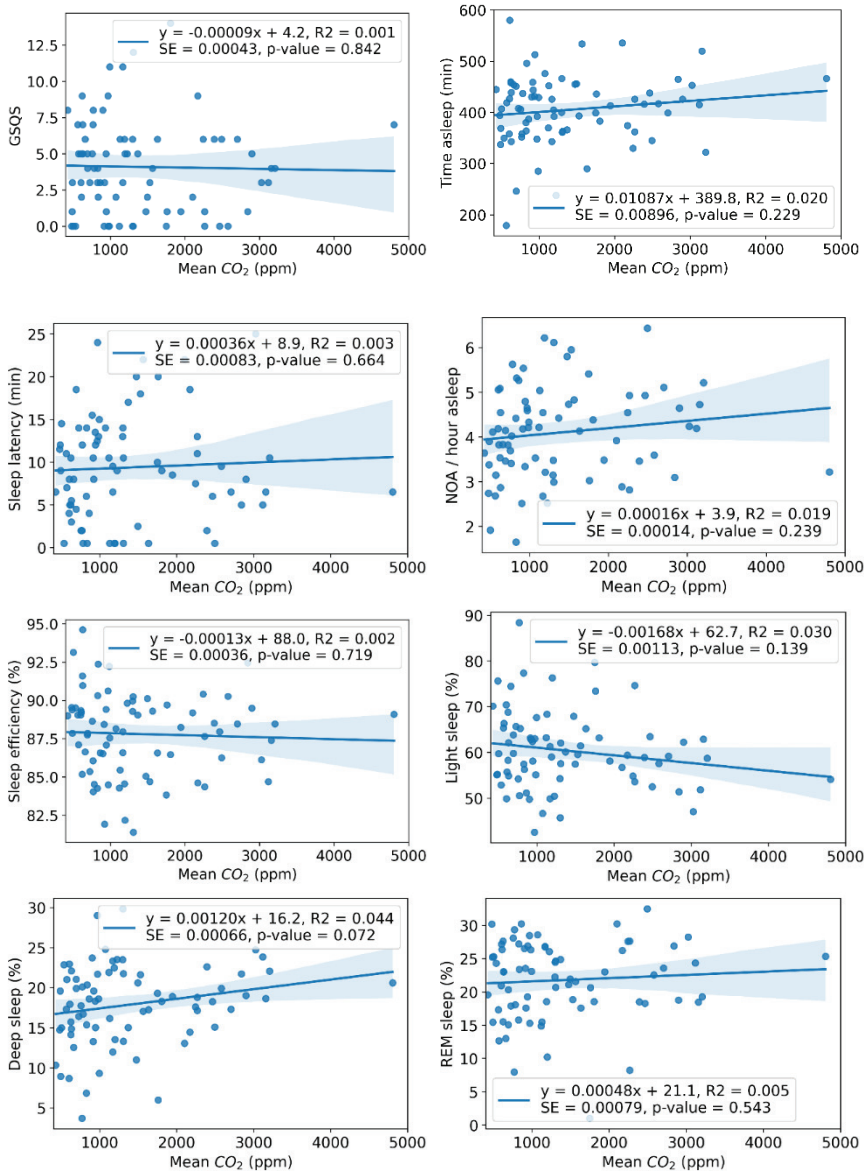 y = -0.00009x + 4.2, R2 = 0.001
SE = 0.00043, p-value = 0.842
GSQS
12.5
10.0
7.5
5.0
2.5
0.0
1000 2000 3000 4000 5000
Mean CO2 (ppm)
y = 0.01087x + 389.8, R2 = 0.020
SE = 0.00896, p-value = 0.229
Time asleep (min)
600
500
400
300
200
1000 2000 3000 4000 5000
Mean CO2 (ppm)
y = 0.00036x + 8.9, R2 = 0.003
SE = 0.00083, p-value = 0.664
Sleep latency (min)
25
20
15
10
5
0
1000 2000 3000 4000 5000
Mean CO2 (ppm)
y = 0.00016x + 3.9, R2 = 0.019
SE = 0.00014, p-value = 0.239
NOA / hour asleep
6
5
4
3
2
1000 2000 3000 4000 5000
Mean CO2 (ppm)
y = -0.00013x + 88.0, R2 = 0.002
SE = 0.00036, p-value = 0.719
Sleep efficiency (%)
95.0
92.5
90.0
87.5
85.0
82.5
1000 2000 3000 4000 5000
Mean CO2 (ppm)
y = -0.00168x + 62.7, R2 = 0.030
SE = 0.00113, p-value = 0.139
Light sleep (%)
90
80
70
60
50
1000 2000 3000 4000 5000
Mean CO2 (ppm)
y = 0.00120x + 16.2, R2 = 0.044
SE = 0.00066, p-value = 0.072
Deep sleep (%)
30
25
20
15
10
5
1000 2000 3000 4000 5000
Mean CO2 (ppm)
y = 0.00048x + 21.1, R2 = 0.005
SE = 0.00079, p-value = 0.543
REM sleep (%)
30
25
20
15
10
5
0
1000 2000 3000 4000 5000
Mean CO2 (ppm)